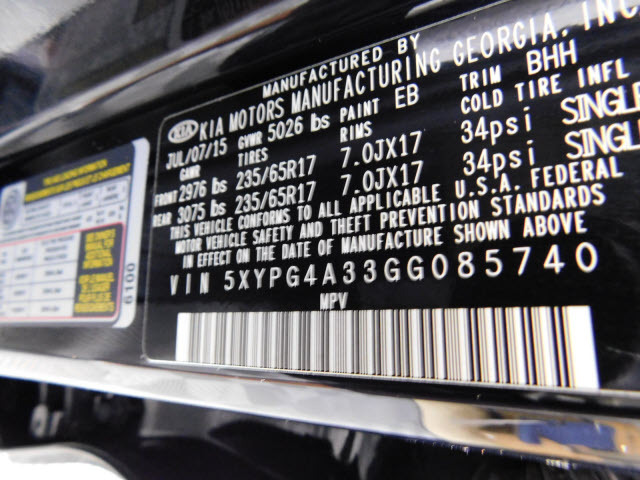 MANUFACTURED BY
KIA KIA MOTORS MANUFACTURING GEORGIA, INC
JUL/07/15 GVWR 5026 lbs PAINT EB TRIM BHH
GAWR TIRES RIMS COLD TIRE INFL
FRONT 2976 lbs 235/65R17 7.0JX17 34psi SINGLE
REAR 3075 lbs 235/65R17 7.0JX17 34psi SINGLE
THIS VEHICLE CONFORMS TO ALL APPLICABLE U.S.A. FEDERAL
MOTOR VEHICLE SAFETY AND THEFT PREVENTION STANDARDS
IN EFFECT ON THE DATE OF MANUFACTURE SHOWN ABOVE
VIN 5XYPG4A33GG085740
MPV
6100